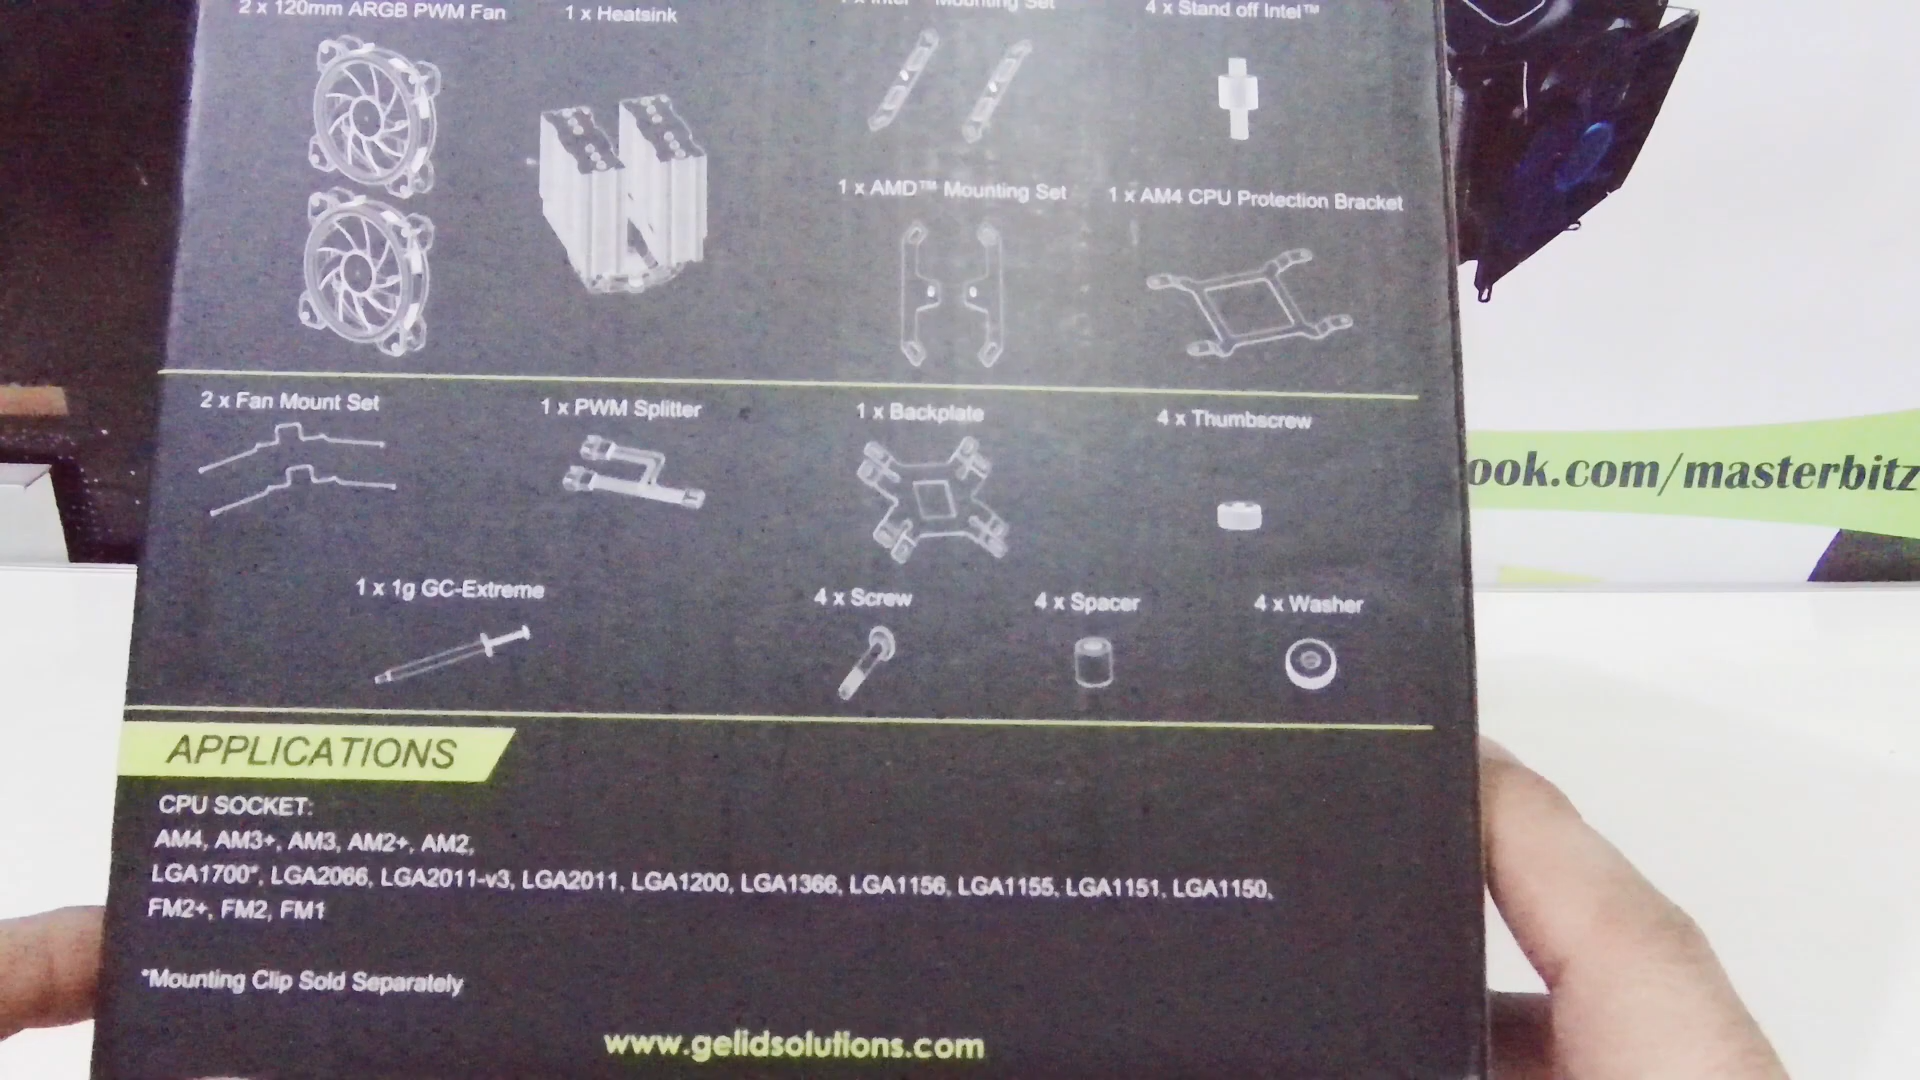 2 x 120mm ARGB PWM Fan
1 x Heatsink
Mounting Set
4 x Stand off Intel™
1 x AMD™ Mounting Set
1 x AM4 CPU Protection Bracket
2 x Fan Mount Set
1 x PWM Splitter
1 x Backplate
4 x Thumbscrew
1 x 1g GC-Extreme
4 x Screw
4 x Spacer
4 x Washer
APPLICATIONS
CPU SOCKET:
AM4, AM3+, AM3, AM2+, AM2,
LGA1700*, LGA2066, LGA2011-v3, LGA2011, LGA1200, LGA1366, LGA1156, LGA1155, LGA1151, LGA1150,
FM2+, FM2, FM1
*Mounting Clip Sold Separately
www.gelidsolutions.com
ook.com/masterbitz